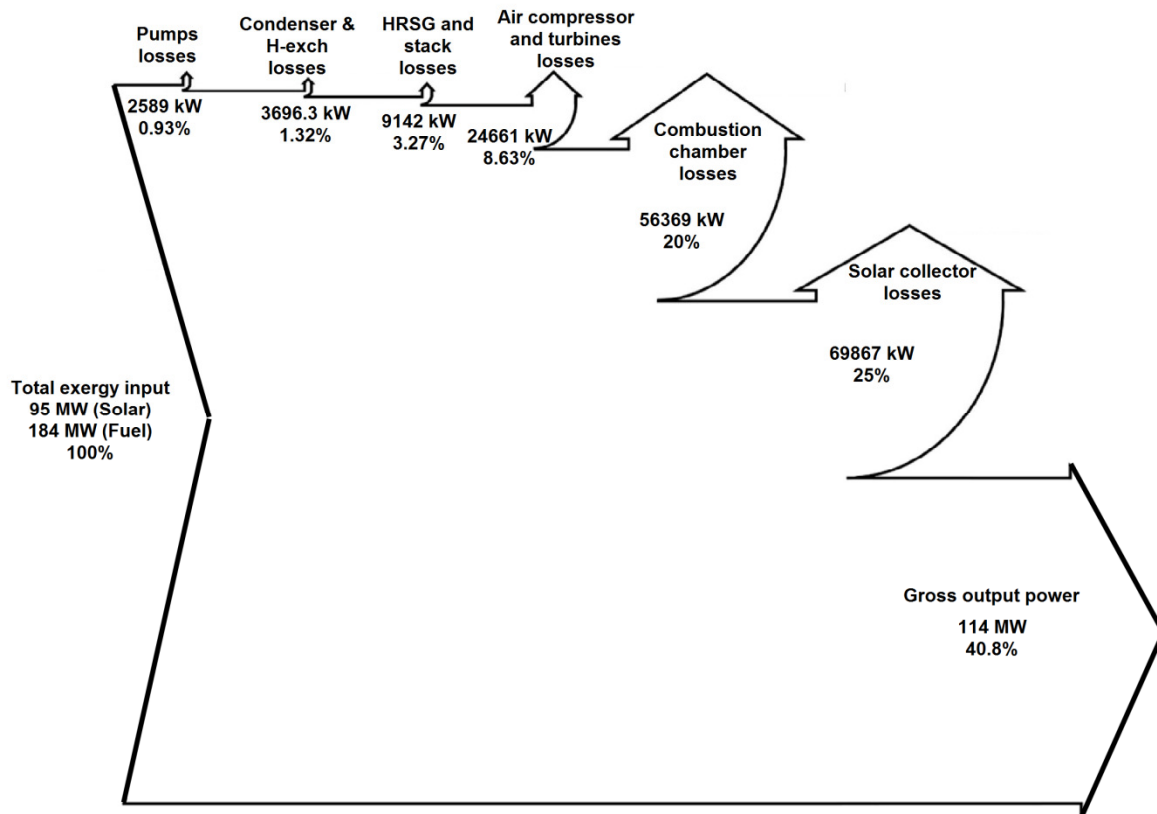 Pumps
losses
2589 kW
0.93%
Condenser &
H-exch
losses
3696.3 kW
1.32%
HRSG and
stack
losses
9142 kW
3.27%
Air compressor
and turbines
losses
24661 kW
8.63%
Combustion
chamber
losses
56369 kW
20%
Solar collector
losses
69867 kW
25%
Total exergy input
95 MW (Solar)
184 MW (Fuel)
100%
Gross output power
114 MW
40.8%